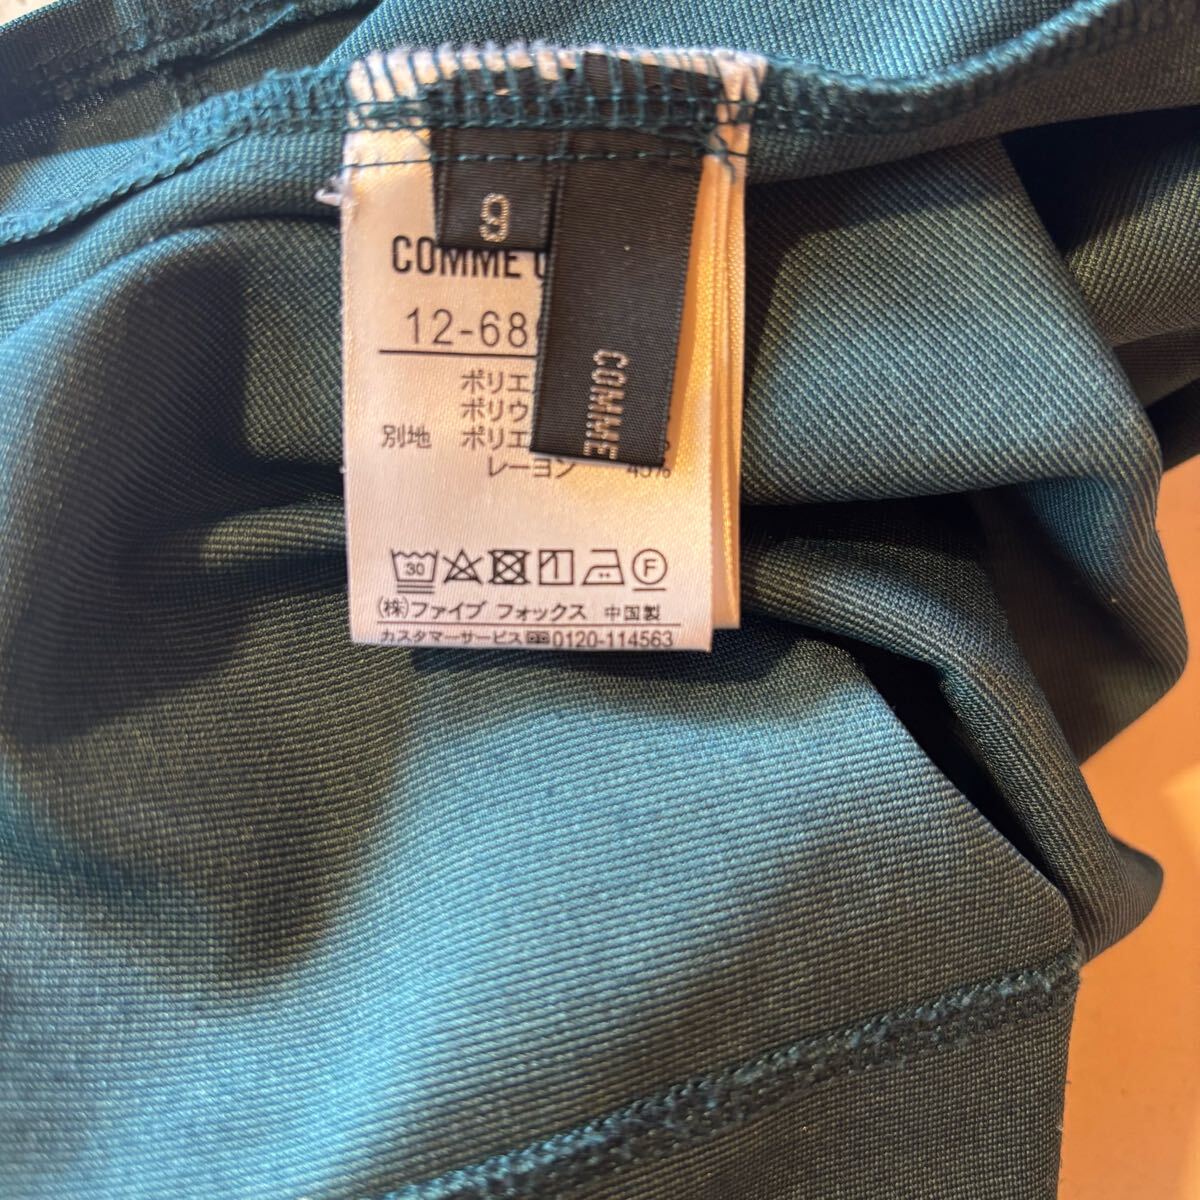 9
COMME
12-68
COMME
ポリエ
ポリウ
別地 ポリエ
レーヨン 45%
30
F
(株)ファイブ フォックス 中国製
カスタマーサービス 0120-114563